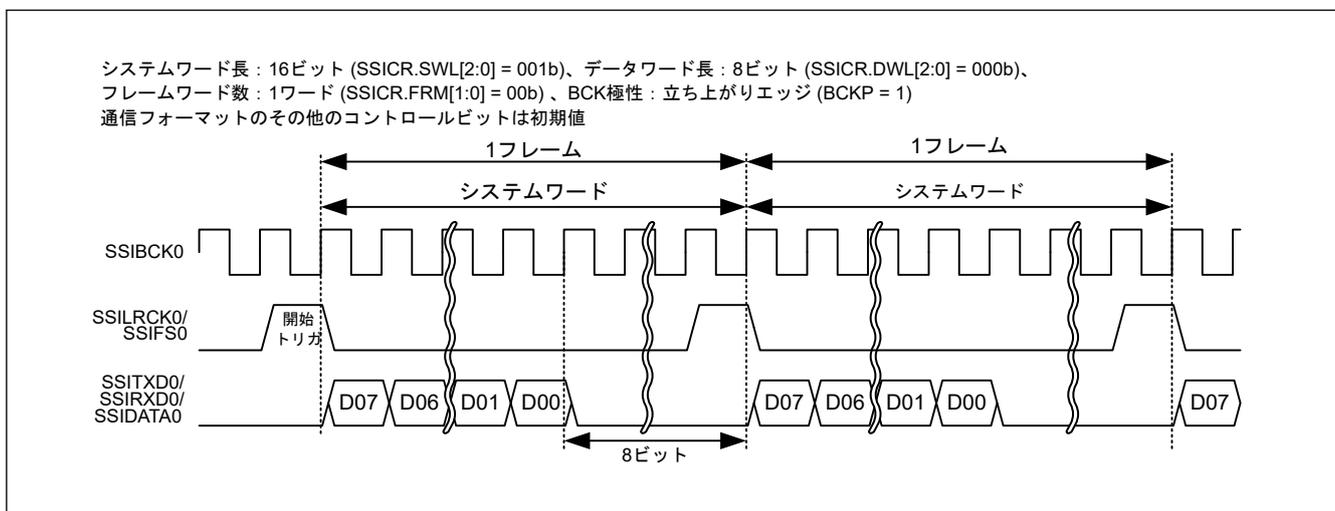 システムワード長：16ビット (SSICR.SWL[2:0] = 001b)、データワード長：8ビット (SSICR.DWL[2:0] = 000b)、
フレームワード数：1ワード (SSICR.FRM[1:0] = 00b) 、BCK極性：立ち上がりエッジ (BCKP = 1)
通信フォーマットのその他のコントロールビットは初期値
1フレーム 1フレーム
システムワード システムワード
SSIBCK0
SSILRCK0/
SSIFS0
開始
トリガ
SSITXD0/
SSIRXD0/
SSIDATA0
D07 D06 D01 D00 D07 D06 D01 D00 D07
8ビット